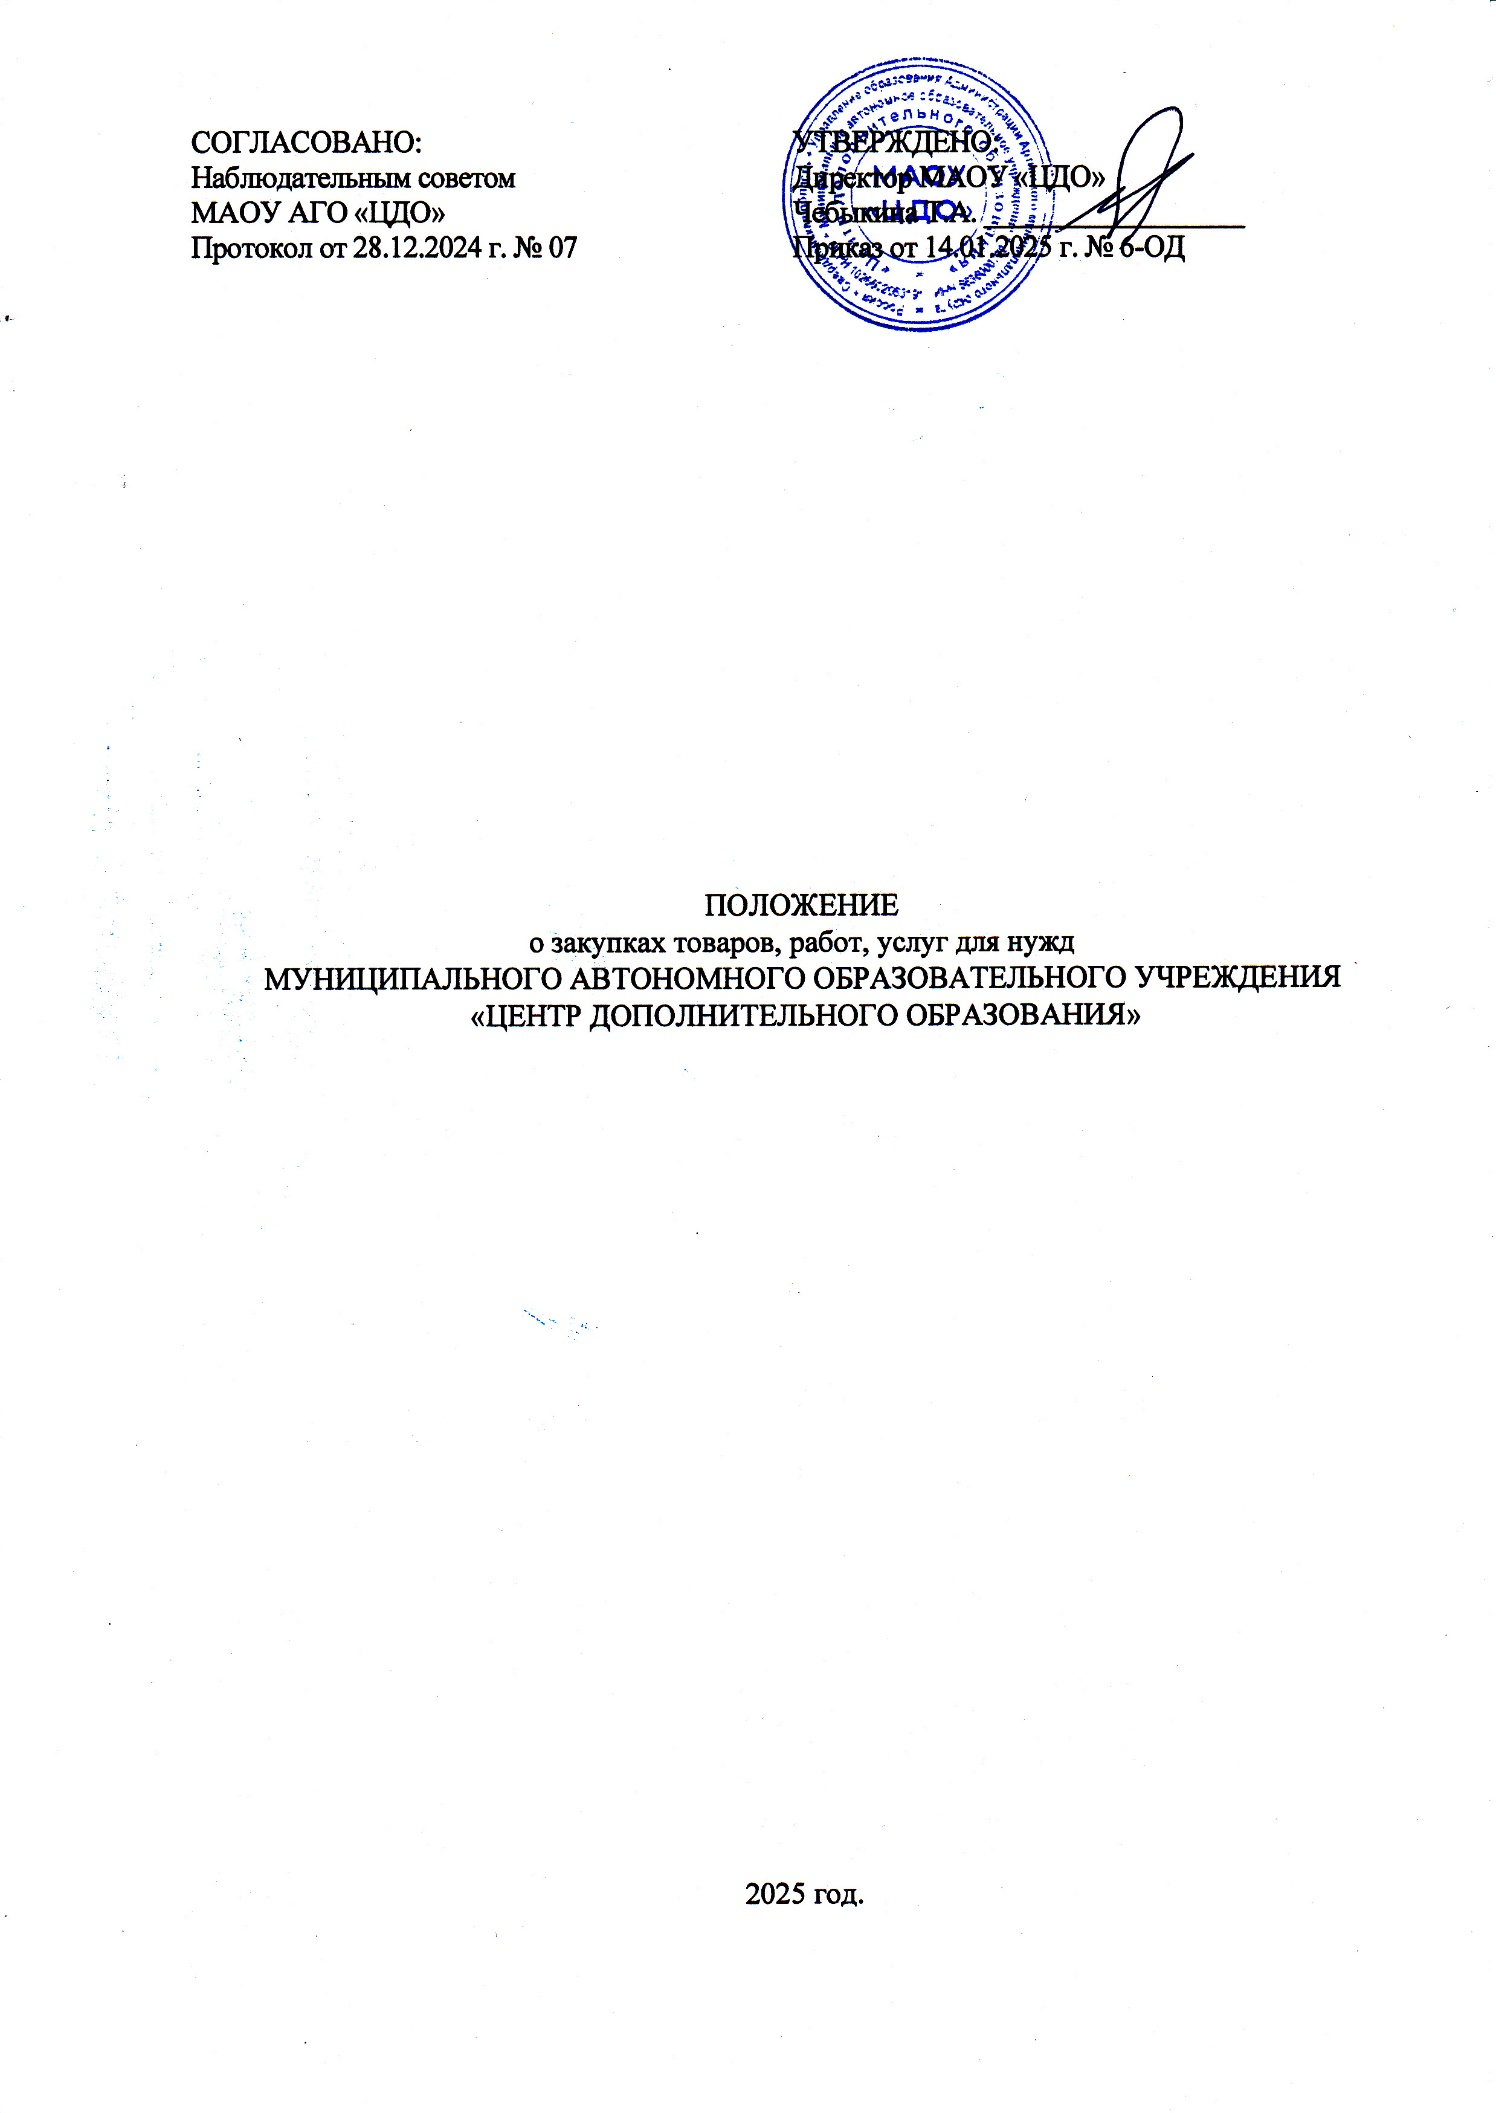 СОГЛАСОВАНО:
Наблюдательным советом
МАОУ АГО «ЦДО»
Протокол от 28.12.2024 г. № 07
УТВЕРЖДЕНО:
Директор МАОУ «ЦДО»
Чебыкина Т.А.
Приказ от 14.01.2025 г. № 6-ОД
МАОУ
«ЦДО»
ПОЛОЖЕНИЕ
о закупках товаров, работ, услуг для нужд
МУНИЦИПАЛЬНОГО АВТОНОМНОГО ОБРАЗОВАТЕЛЬНОГО УЧРЕЖДЕНИЯ
«ЦЕНТР ДОПОЛНИТЕЛЬНОГО ОБРАЗОВАНИЯ»
2025 год.